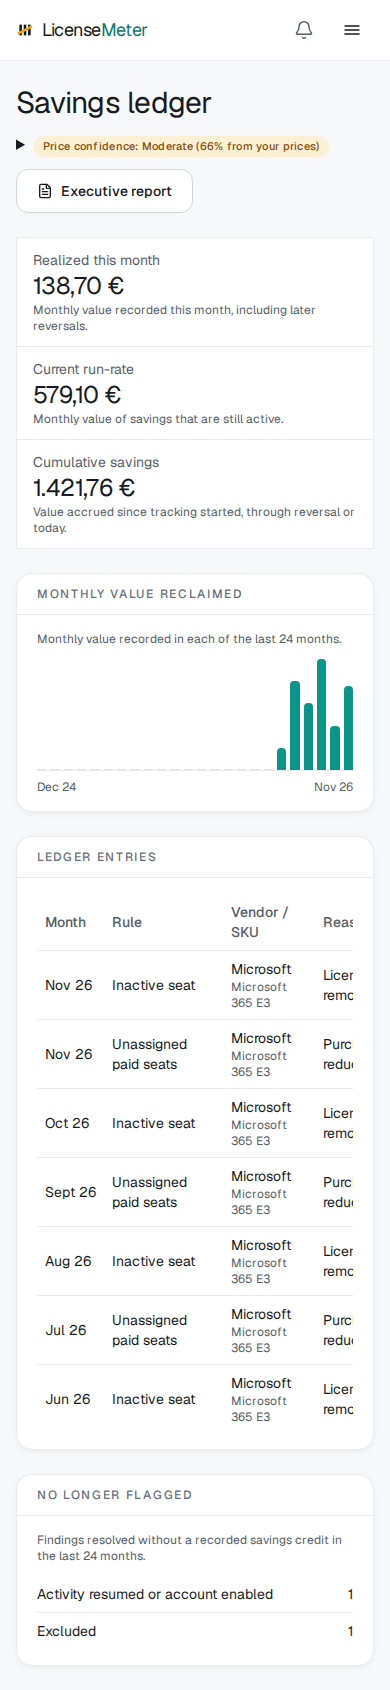 LicenseMeter
Savings ledger
Price confidence: Moderate (66% from your prices)
Executive report
Realized this month
138,70 €
Monthly value recorded this month, including later
reversals.
Current run-rate
579,10 €
Monthly value of savings that are still active.
Cumulative savings
1.421,76 €
Value accrued since tracking started, through reversal or
today.
MONTHLY VALUE RECLAIMED
Monthly value recorded in each of the last 24 months.
Dec 24 Nov 26
LEDGER ENTRIES
Month Rule Vendor / SKU
Nov 26 Inactive seat Microsoft
Microsoft
365 E3
Nov 26 Unassigned paid seats Microsoft
Microsoft
365 E3
Oct 26 Inactive seat Microsoft
Microsoft
365 E3
Sept 26 Unassigned paid seats Microsoft
Microsoft
365 E3
Aug 26 Inactive seat Microsoft
Microsoft
365 E3
Jul 26 Unassigned paid seats Microsoft
Microsoft
365 E3
Jun 26 Inactive seat Microsoft
Microsoft
365 E3
NO LONGER FLAGGED
Findings resolved without a recorded savings credit in
the last 24 months.
Activity resumed or account enabled 1
Excluded 1